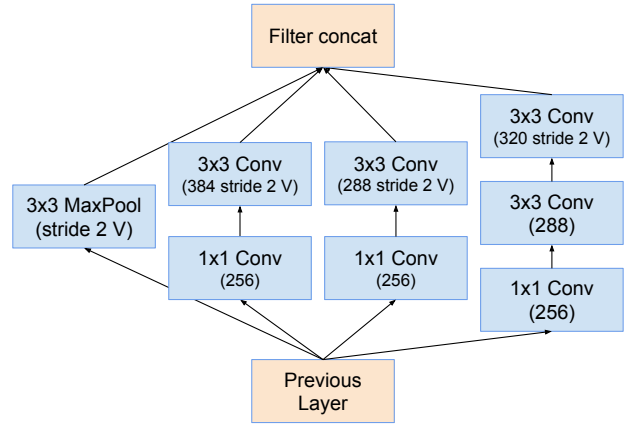 Filter concat
3x3 MaxPool
(stride 2 V)
3x3 Conv
(384 stride 2 V)
1x1 Conv
(256)
3x3 Conv
(288 stride 2 V)
1x1 Conv
(256)
3x3 Conv
(320 stride 2 V)
3x3 Conv
(288)
1x1 Conv
(256)
Previous
Layer